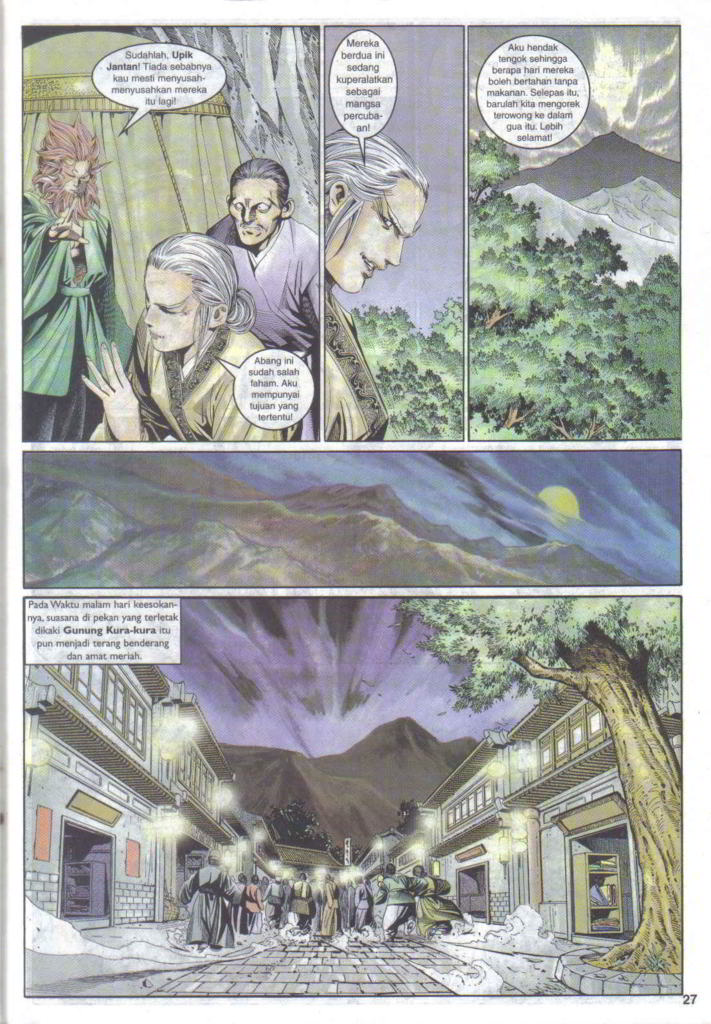 Sudahlah, Upik
Jantan! Tiada sebabnya
kau mesti menyusah-
menyusahkan mereka
itu lagi!
Abang ini
sudah salah
faham. Aku
mempunyai
tujuan yang
tertentu!
Mereka
berdua ini
sedang
kuperalatkan
sebagai
mangsa
percuba-
an!
Aku hendak
tengok sehingga
berapa hari mereka
boleh bertahan tanpa
makanan. Selepas itu,
barulah kita mengorek
terowong ke dalam
gua itu. Lebih
selamat!
Pada Waktu malam hari keesokan-
nya, suasana di pekan yang terletak
dikaki Gunung Kura-kura itu
pun menjadi terang benderang
dan amat meriah.
27